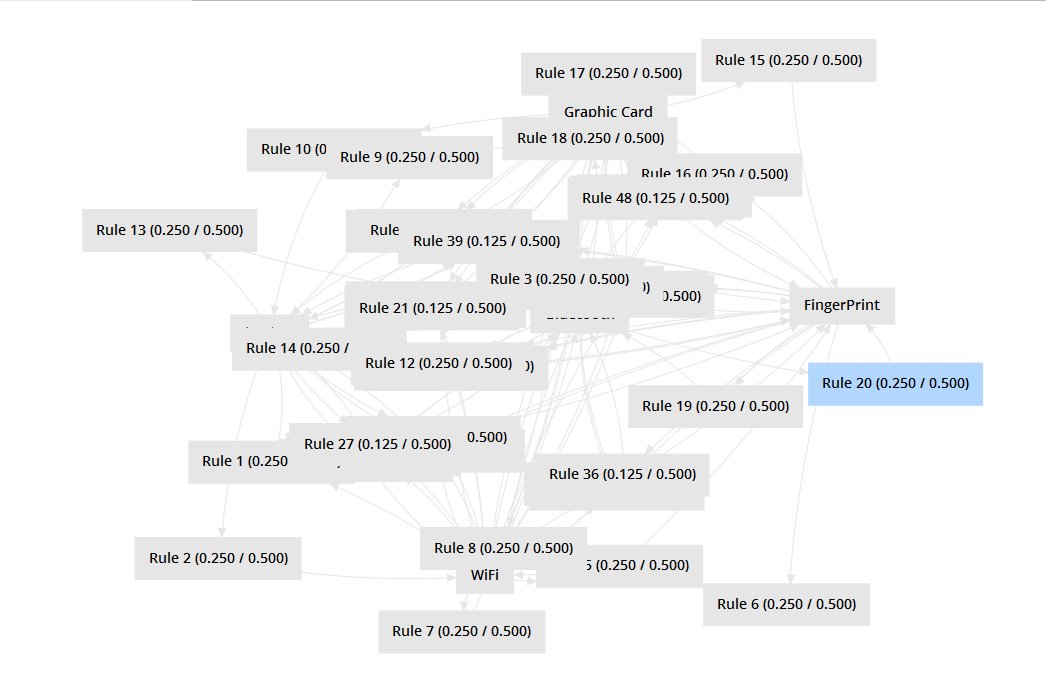 Rule 15 (0.250 / 0.500)
Rule 17 (0.250 / 0.500)
Graphic Card
Rule 18 (0.250 / 0.500)
Rule 10 (0
Rule 9 (0.250 / 0.500)
Rule 16 (0.250 / 0.500)
Rule 48 (0.125 / 0.500)
Rule 13 (0.250 / 0.500)
Rule
Rule 39 (0.125 / 0.500)
Rule 3 (0.250 / 0.500)
0)
0.500)
FingerPrint
Rule 21 (0.125 / 0.500)
Rule 14 (0.250 /
Rule 12 (0.250 / 0.500)
0)
Rule 20 (0.250 / 0.500)
Rule 19 (0.250 / 0.500)
Rule 27 (0.125 / 0.500)
0.500)
Rule 1 (0.250
Rule 36 (0.125 / 0.500)
Rule 8 (0.250 / 0.500)
Rule 2 (0.250 / 0.500)
5 (0.250 / 0.500)
WiFi
Rule 6 (0.250 / 0.500)
Rule 7 (0.250 / 0.500)